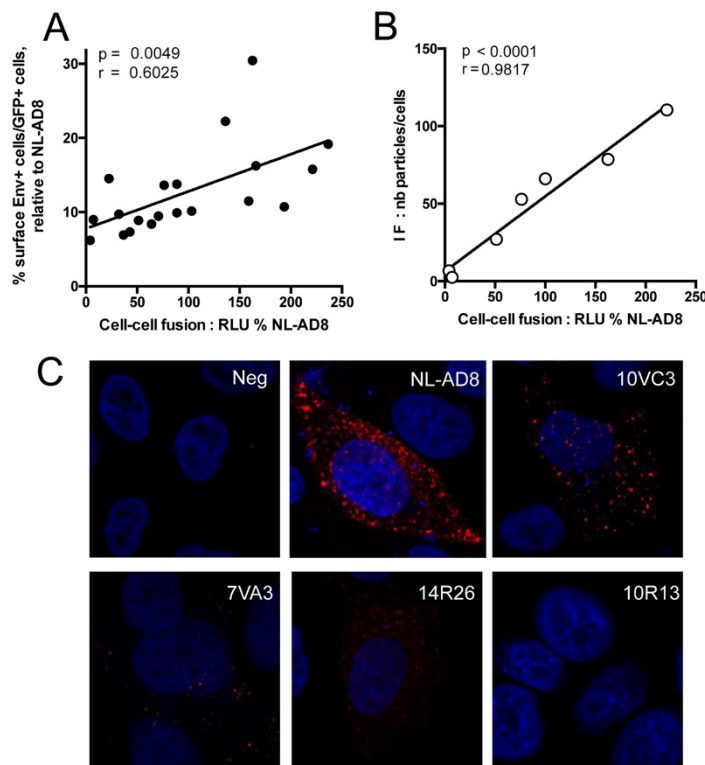 A
p = 0.0049
r = 0.6025
% surface Env+ cells/GFP+ cells,
relative to NL-AD8
30
20
10
0
0 50 100 150 200 250
Cell-cell fusion : RLU % NL-AD8
B
p < 0.0001
r = 0.9817
IF : nb particles/cells
150
100
50
0
0 50 100 150 200 250
Cell-cell fusion : RLU % NL-AD8
C
Neg
NL-AD8
10VC3
7VA3
14R26
10R13